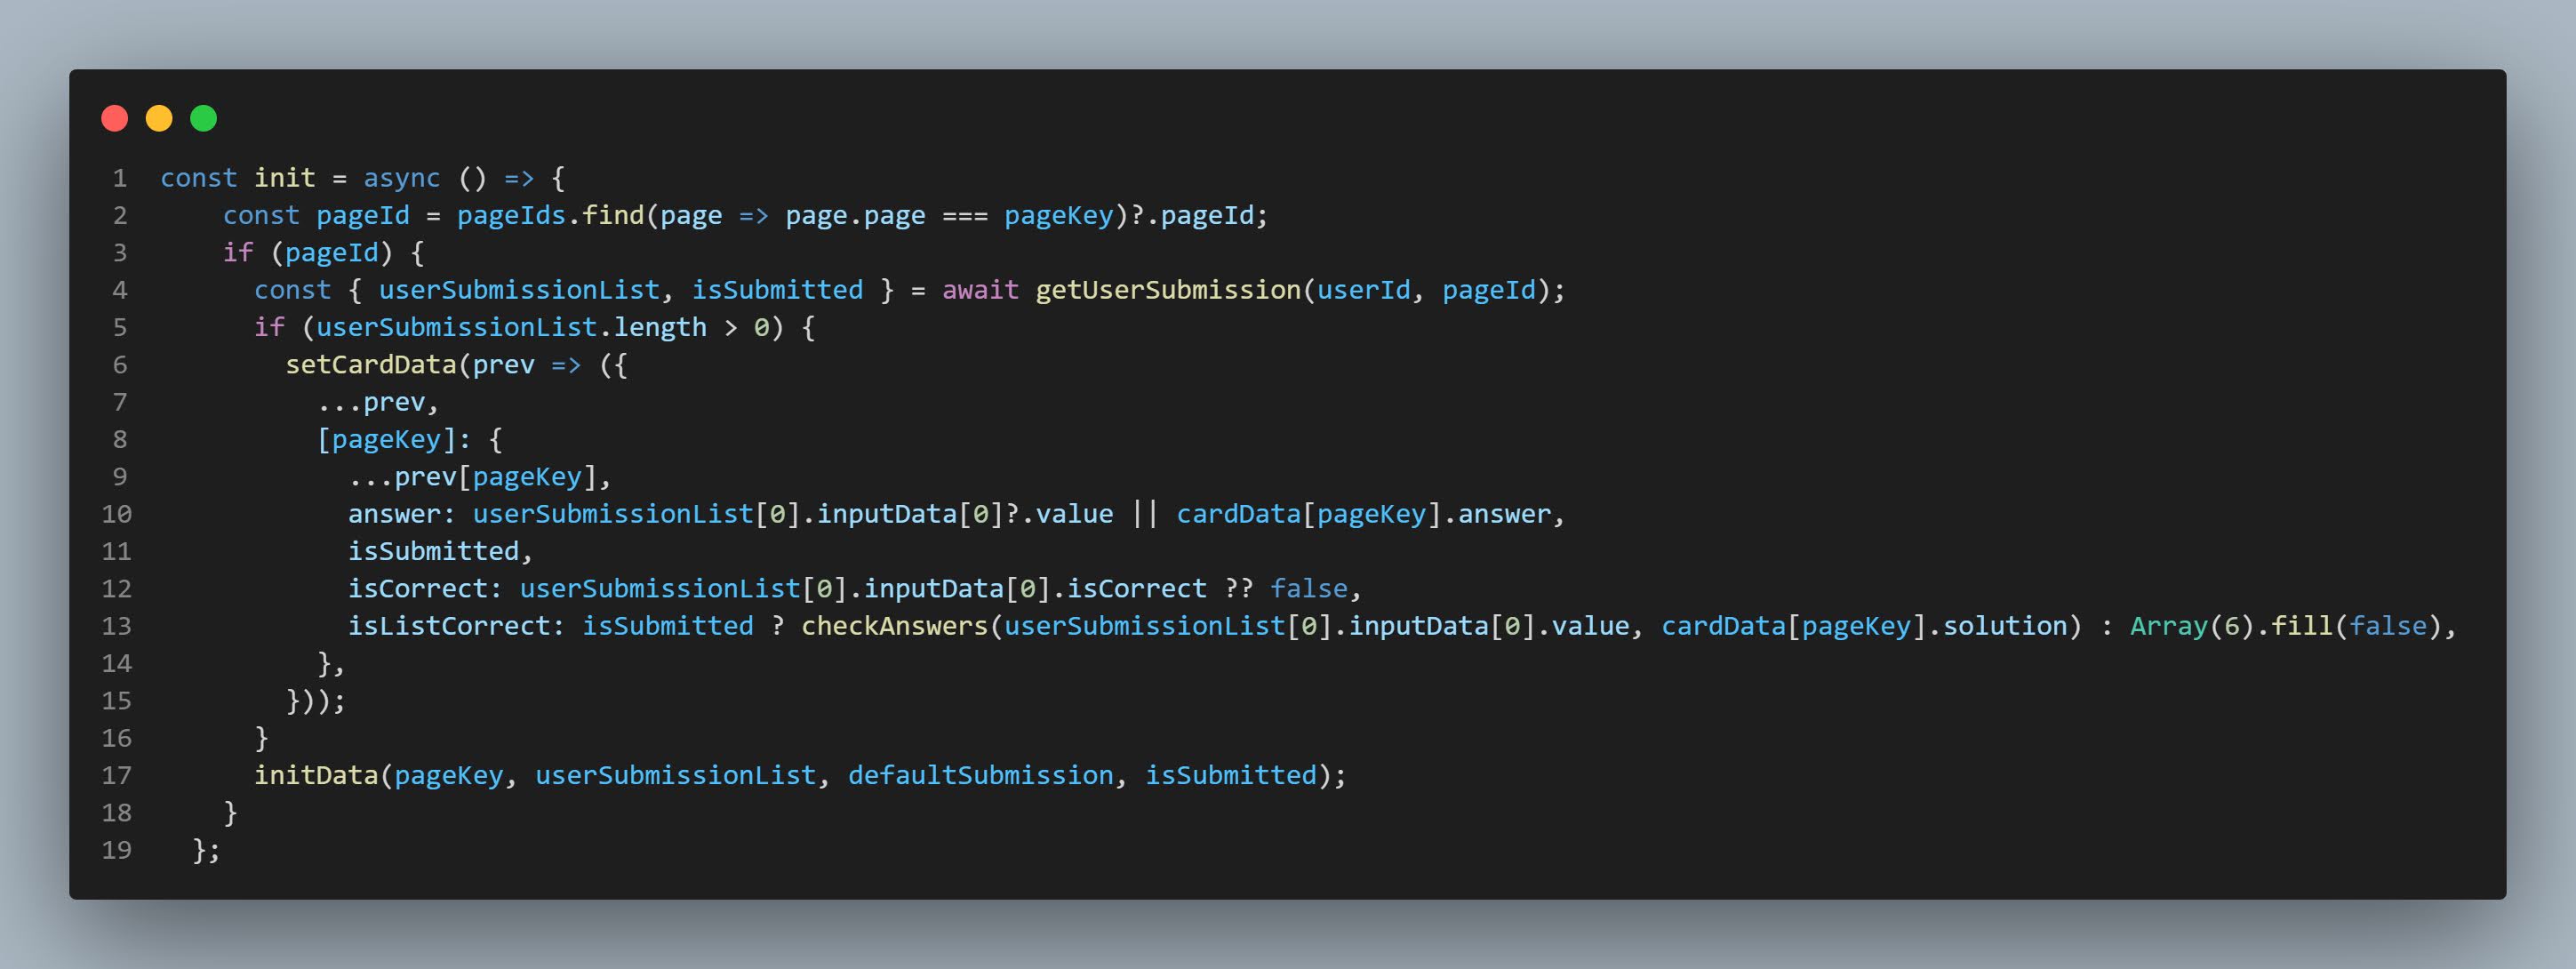 1 const init = async () => {
2     const pageId = pageIds.find(page => page.page === pageKey)?.pageId;
3     if (pageId) {
4       const { userSubmissionList, isSubmitted } = await getUserSubmission(userId, pageId);
5       if (userSubmissionList.length > 0) {
6         setCardData(prev => ({
7           ...prev,
8           [pageKey]: {
9             ...prev[pageKey],
10             answer: userSubmissionList[0].inputData[0]?.value || cardData[pageKey].answer,
11             isSubmitted,
12             isCorrect: userSubmissionList[0].inputData[0].isCorrect ?? false,
13             isListCorrect: isSubmitted ? checkAnswers(userSubmissionList[0].inputData[0].value, cardData[pageKey].solution) : Array(6).fill(false),
14           },
15         }));
16       }
17       initData(pageKey, userSubmissionList, defaultSubmission, isSubmitted);
18     }
19   };